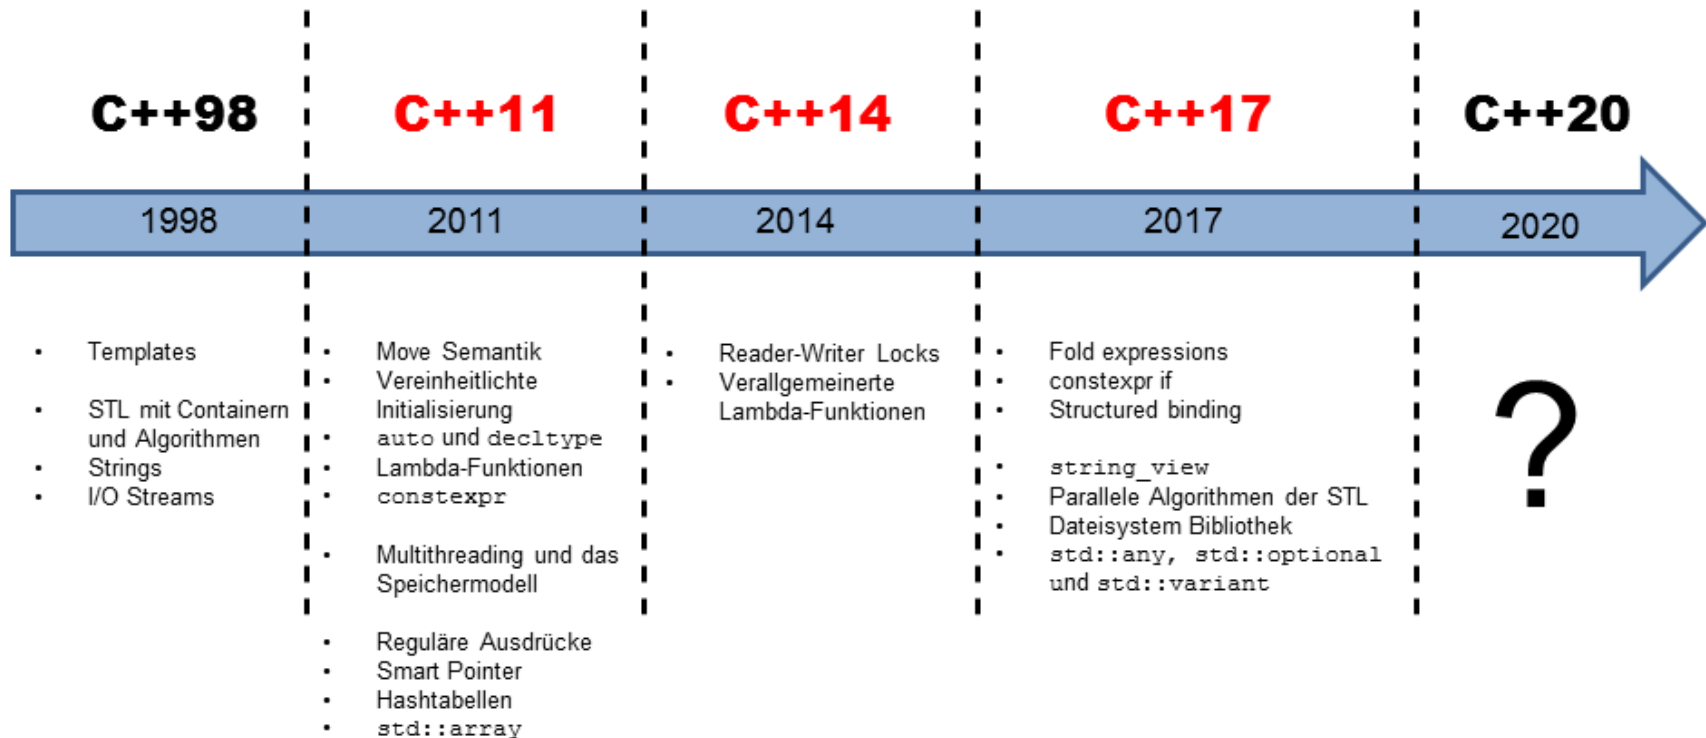 C++98
C++11
C++14
C++17
C++20
1998
2011
2014
2017
2020
• Templates
• STL mit Containern
und Algorithmen
• Strings
• I/O Streams
• Move Semantik
• Vereinheitlichte
Initialisierung
• auto und decltype
• Lambda-Funktionen
• constexpr
• Multithreading und das
Speichermodell
• Reguläre Ausdrücke
• Smart Pointer
• Hashtabellen
• std::array
• Reader-Writer Locks
• Verallgemeinerte
Lambda-Funktionen
• Fold expressions
• constexpr if
• Structured binding
• string_view
• Parallele Algorithmen der STL
• Dateisystem Bibliothek
• std::any, std::optional
und std::variant
?